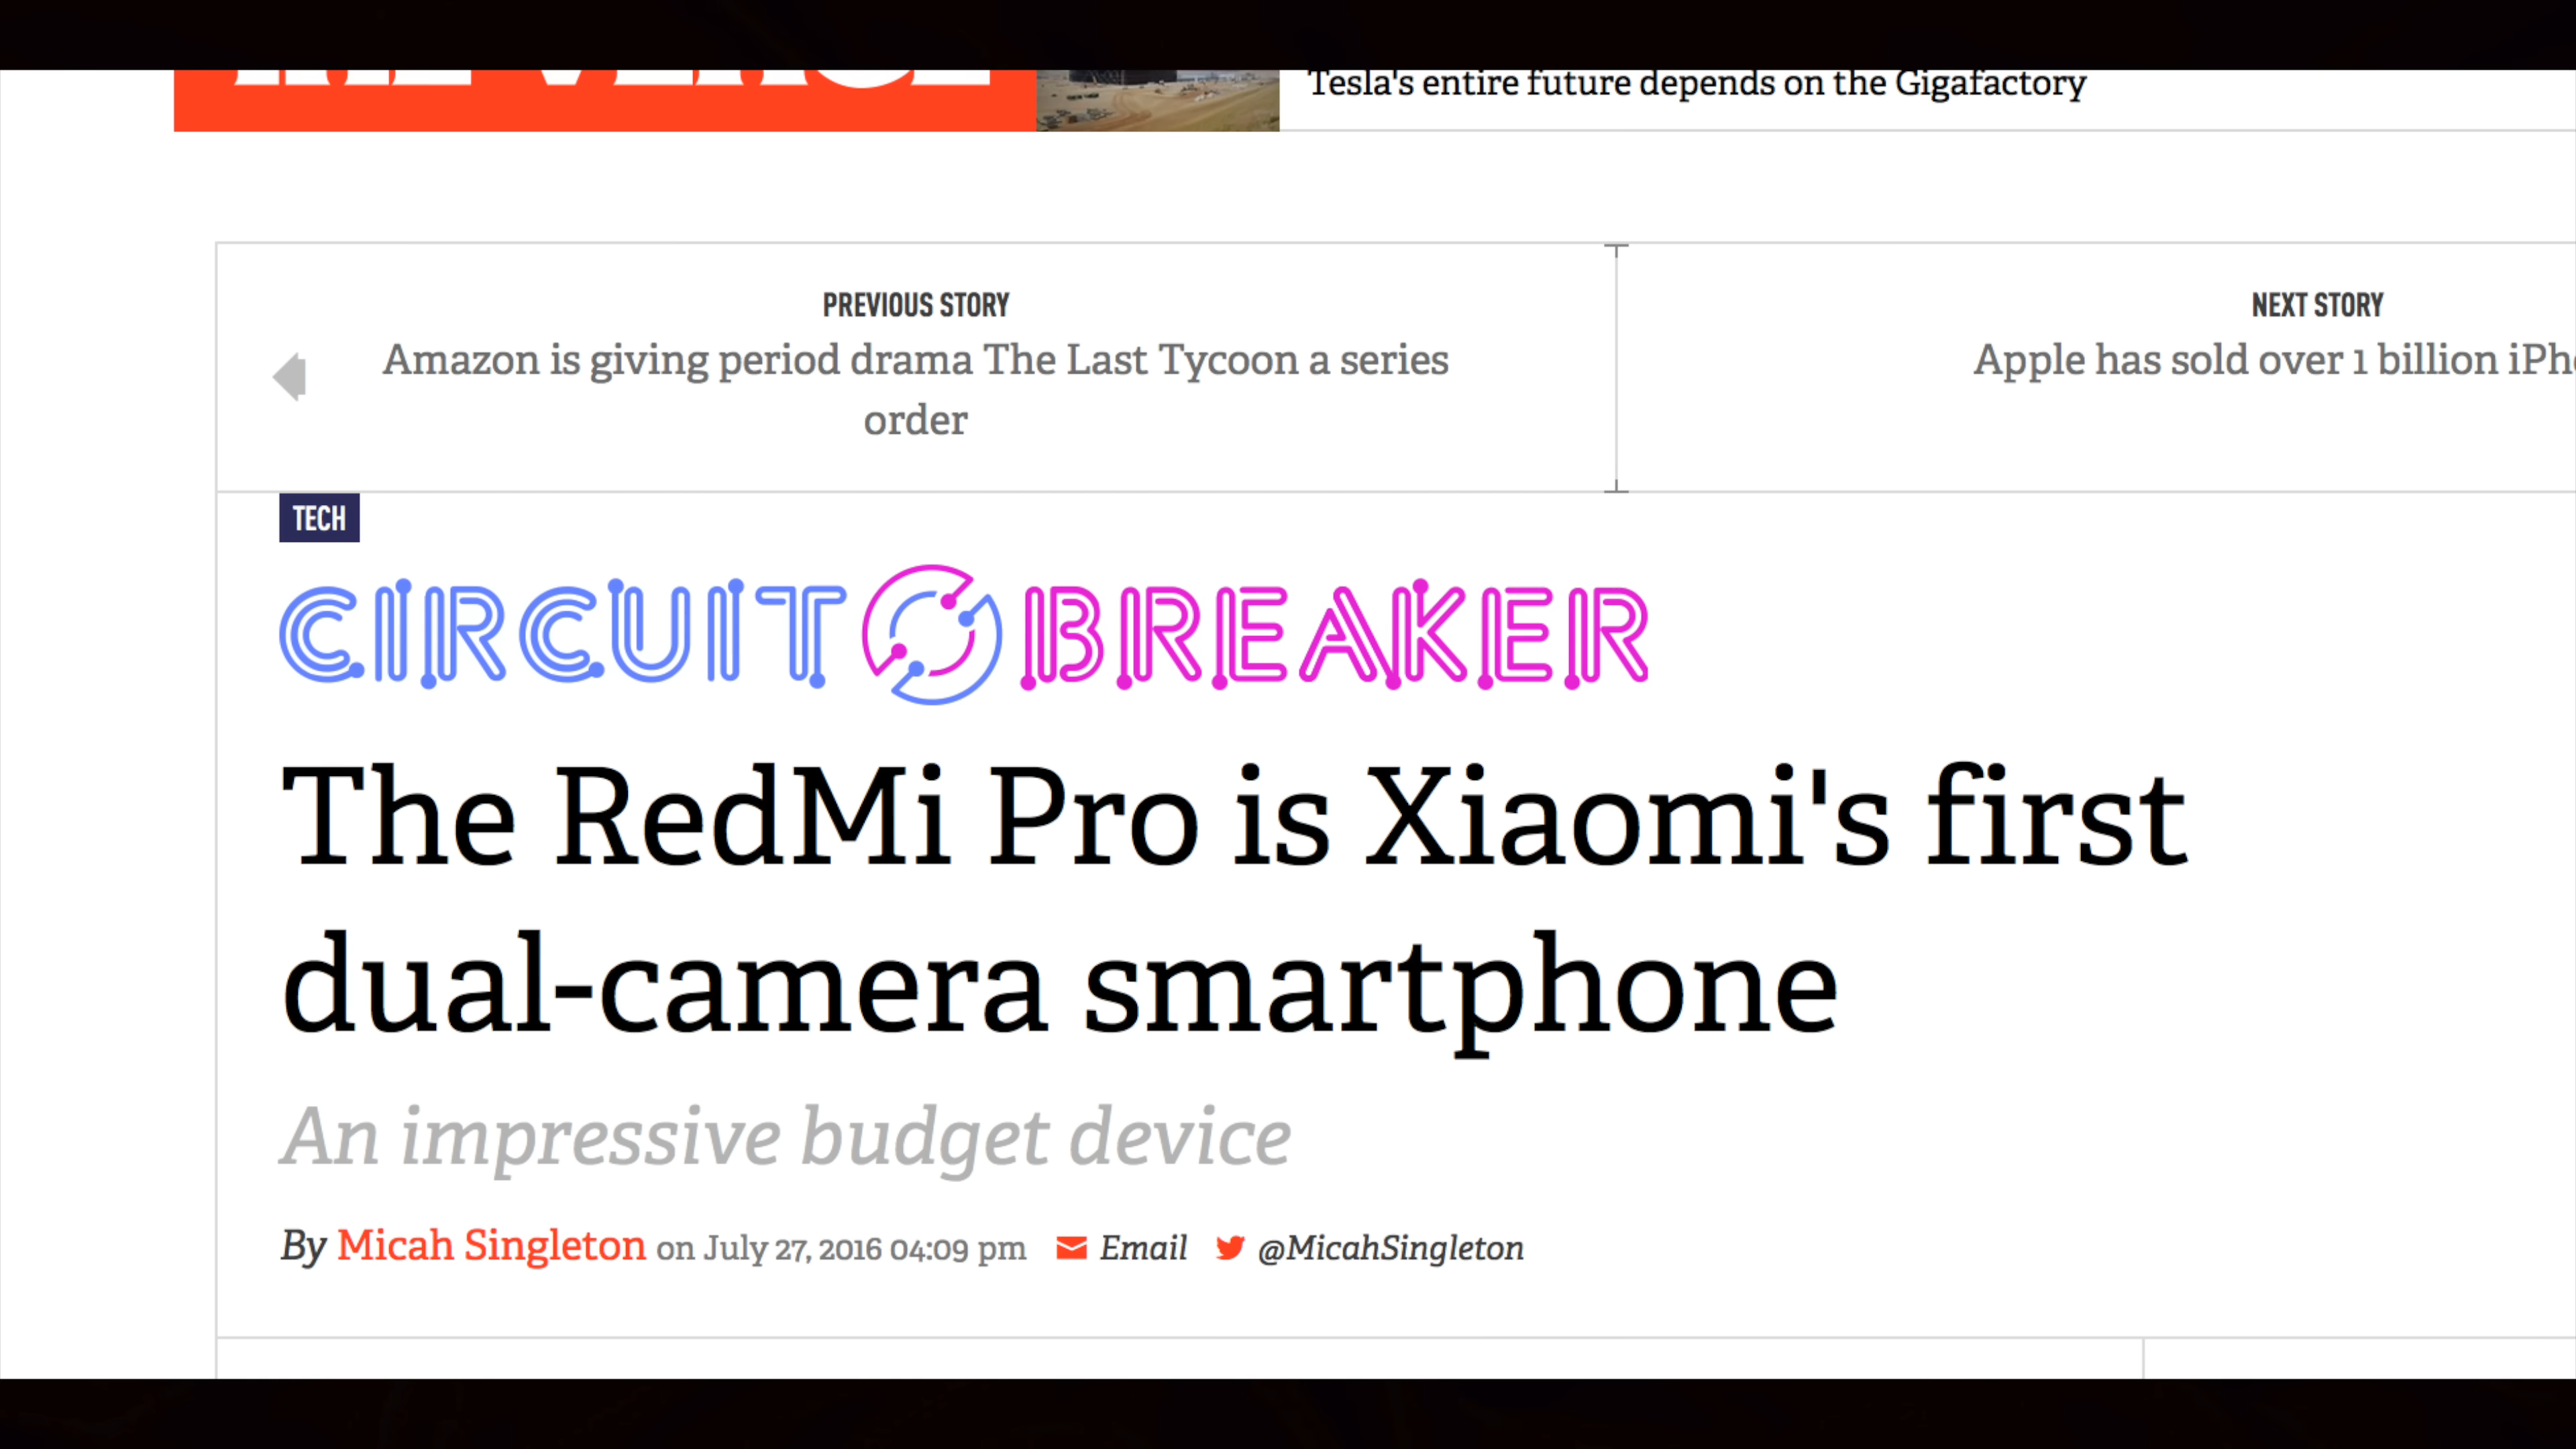 Tesla's entire future depends on the Gigafactory
PREVIOUS STORY
Amazon is giving period drama The Last Tycoon a series
order
NEXT STORY
Apple has sold over 1 billion
TECH
CIRCUIT BREAKER
The RedMi Pro is Xiaomi's first
dual-camera smartphone
An impressive budget device
By Micah Singleton on July 27, 2016 04:09 pm Email @MicahSingleton